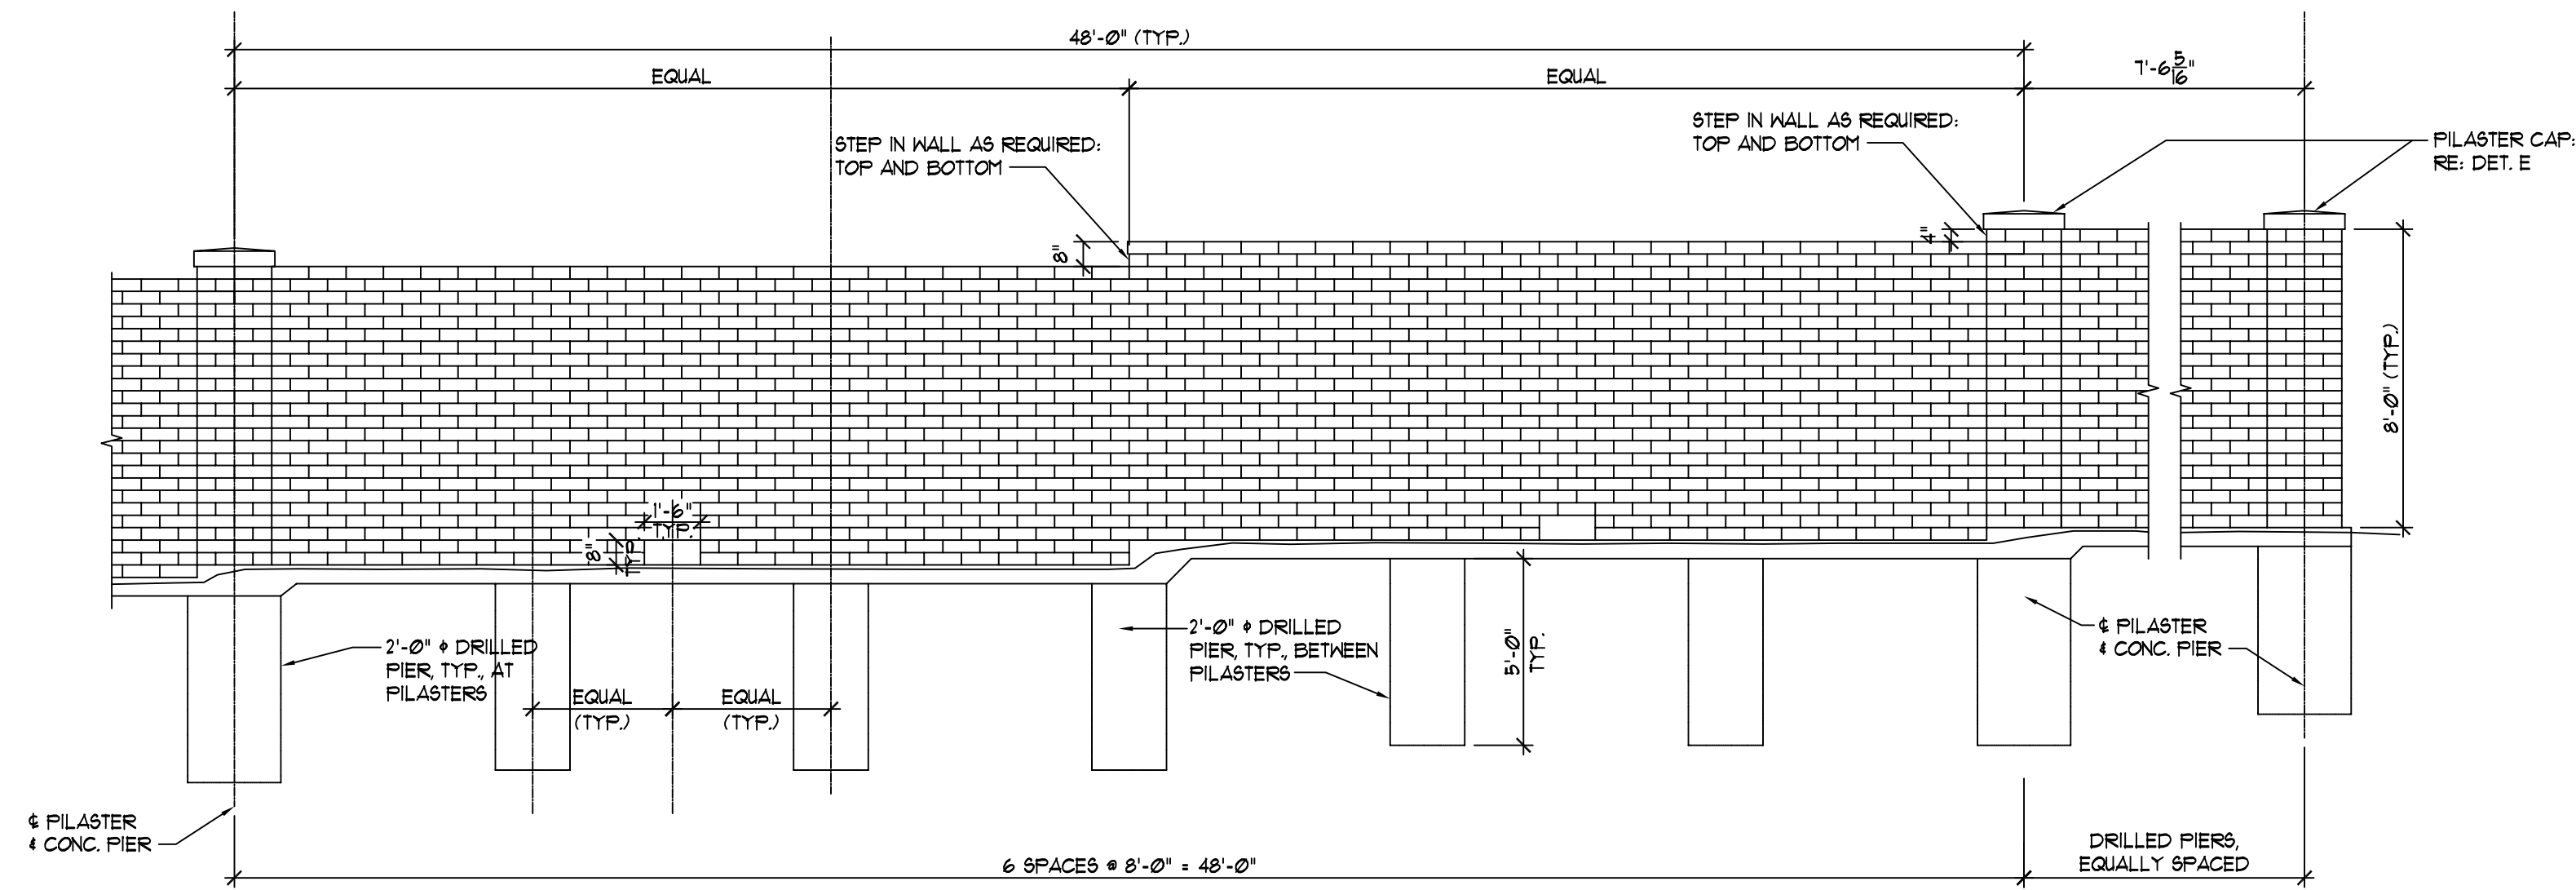 48'-0" (TYP.)
EQUAL
EQUAL
7'-6 5/16"
STEP IN WALL AS REQUIRED:
TOP AND BOTTOM
STEP IN WALL AS REQUIRED:
TOP AND BOTTOM
PILASTER CAP:
RE: DET. E
8"
4"
8'-0" (TYP.)
1'-6"
TYP.
8"
TYP.
2'-0" ϕ DRILLED
PIER, TYP., AT
PILASTERS
EQUAL
(TYP.)
EQUAL
(TYP.)
2'-0" ϕ DRILLED
PIER, TYP., BETWEEN
PILASTERS
5'-0"
TYP.
℄ PILASTER
& CONC. PIER
℄ PILASTER
& CONC. PIER
6 SPACES @ 8'-0" = 48'-0"
DRILLED PIERS,
EQUALLY SPACED